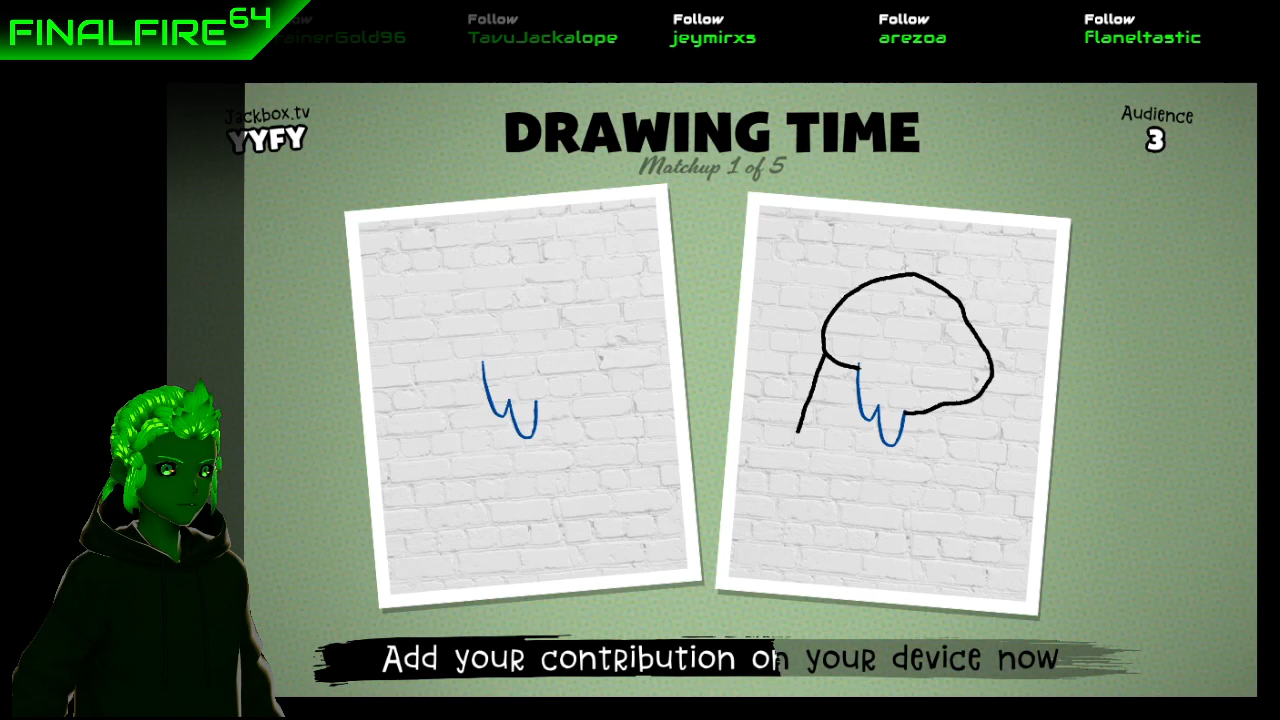 FINALFIRE64
Follow
TavuJackalope
Follow
jeymirxs
Follow
arezoa
Follow
flaneltastic
Jackbox.tv
YYFY
DRAWING TIME
Matchup 1 of 5
Audience
3
Add your contribution on your device now